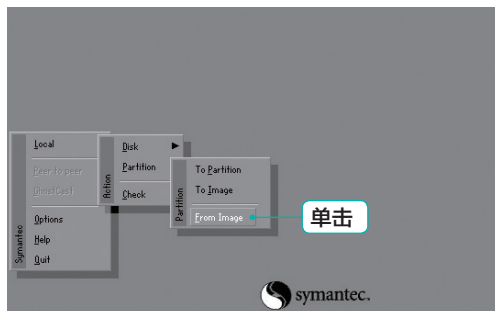 Local
Peer to peer
GhostCast
Options
Help
Quit
Symantec
Disk
Partition
Check
Action
To Partition
To Image
From Image
Partition
单击
symantec.